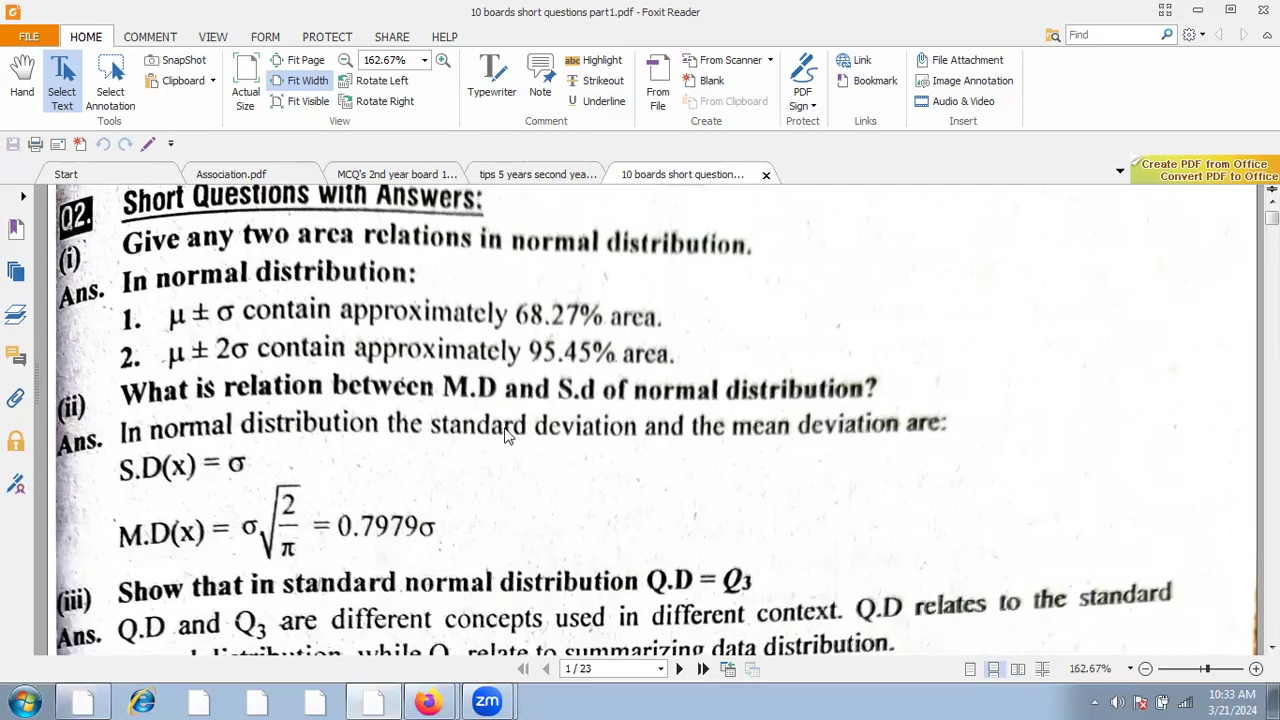 10 boards short questions part1.pdf - Foxit Reader
FILE HOME COMMENT VIEW FORM PROTECT SHARE HELP
Find
Hand
Select Text
Select Annotation
SnapShot
Clipboard
Tools
Actual Size
Fit Page
Fit Width
Fit Visible
162.67%
Rotate Left
Rotate Right
View
Typewriter
Note
Highlight
Strikeout
Underline
Comment
From File
From Scanner
Blank
From Clipboard
Create
PDF Sign
Protect
Link
Bookmark
Links
File Attachment
Image Annotation
Audio & Video
Insert
Start
Association.pdf
MCQ's 2nd year board 1...
tips 5 years second yea...
10 boards short question...
Create PDF from Office
Convert PDF to Office
Q2. Short Questions with Answers:
(i) Give any two area relations in normal distribution.
Ans. In normal distribution:
1. μ ± σ contain approximately 68.27% area.
2. μ ± 2σ contain approximately 95.45% area.
(ii) What is relation between M.D and S.d of normal distribution?
Ans. In normal distribution the standard deviation and the mean deviation are:
S.D(x) = σ
M.D(x) = σ√(2/π) = 0.7979σ
(iii) Show that in standard normal distribution Q.D = Q₃
Ans. Q.D and Q₃ are different concepts used in different context. Q.D relates to the standard
distribution, while Q relate to summarizing data distribution.
1 / 23
162.67%
zm
10:33 AM
3/21/2024